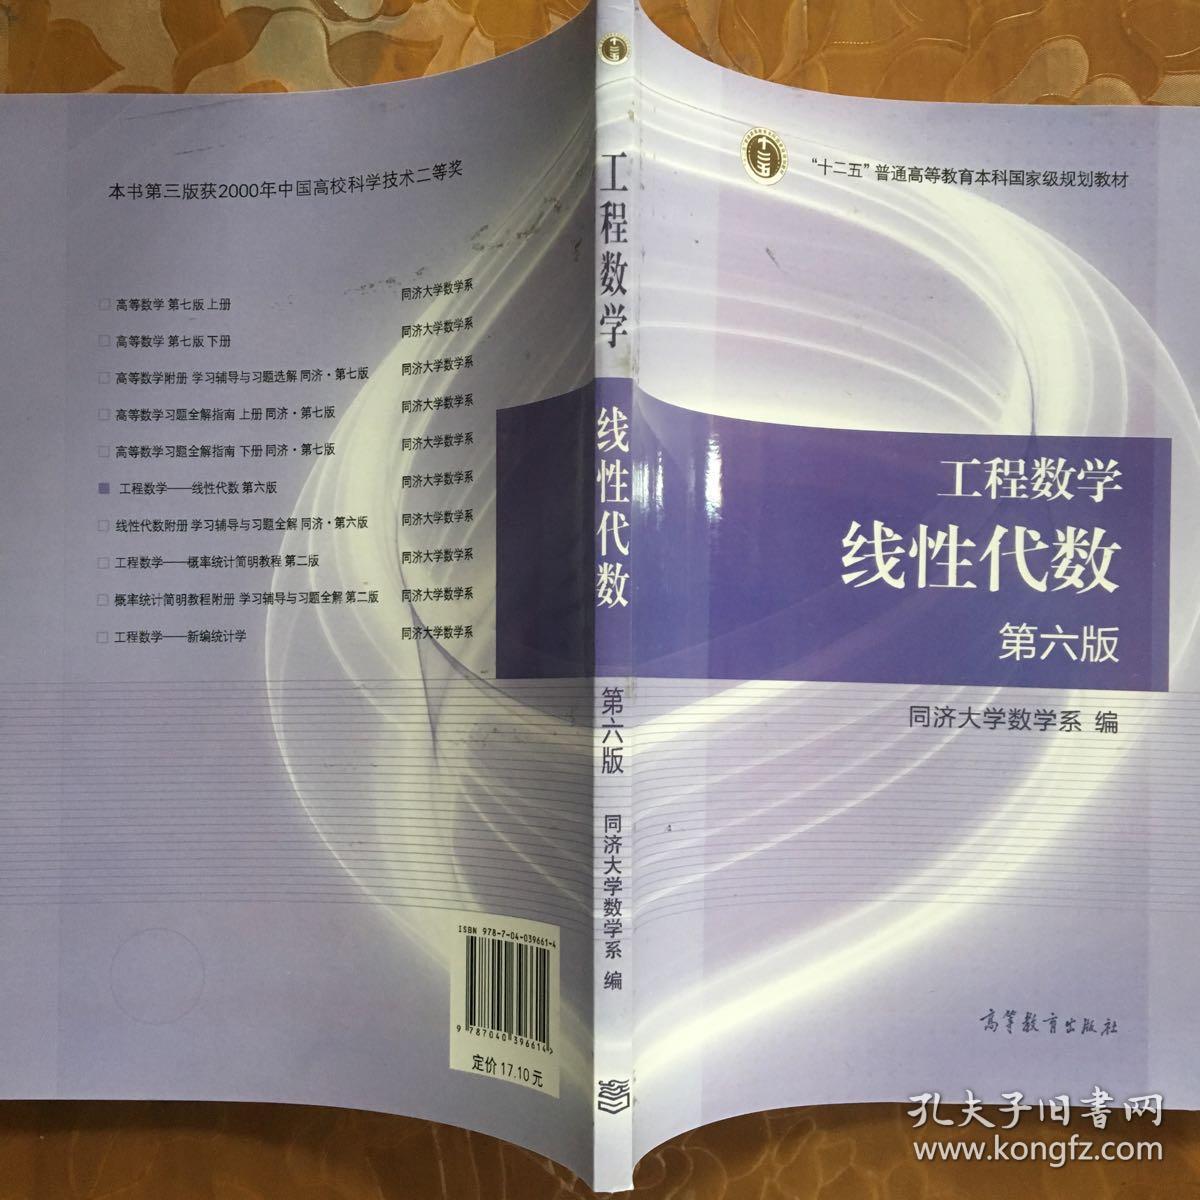 本书第三版获2000年中国高校科学技术二等奖
高等数学 第七版 上册 同济大学数学系
高等数学 第七版 下册 同济大学数学系
高等数学附册 学习辅导与习题选解 同济·第七版 同济大学数学系
高等数学习题全解指南 上册 同济·第七版 同济大学数学系
高等数学习题全解指南 下册 同济·第七版 同济大学数学系
工程数学——线性代数 第六版 同济大学数学系
线性代数附册 学习辅导与习题全解 同济·第六版 同济大学数学系
工程数学——概率统计简明教程 第二版 同济大学数学系
概率统计简明教程附册 学习辅导与习题全解 第二版 同济大学数学系
工程数学——新编统计学 同济大学数学系
ISBN 978-7-04-039661-4
9 787040 396614>
定价 17.10 元
十二五
工程数学
线性代数
第六版
同济大学数学系 编
十二五
“十二五”普通高等教育本科国家级规划教材
工程数学
线性代数
第六版
同济大学数学系 编
高等教育出版社
孔夫子旧书网
www.kongfz.com